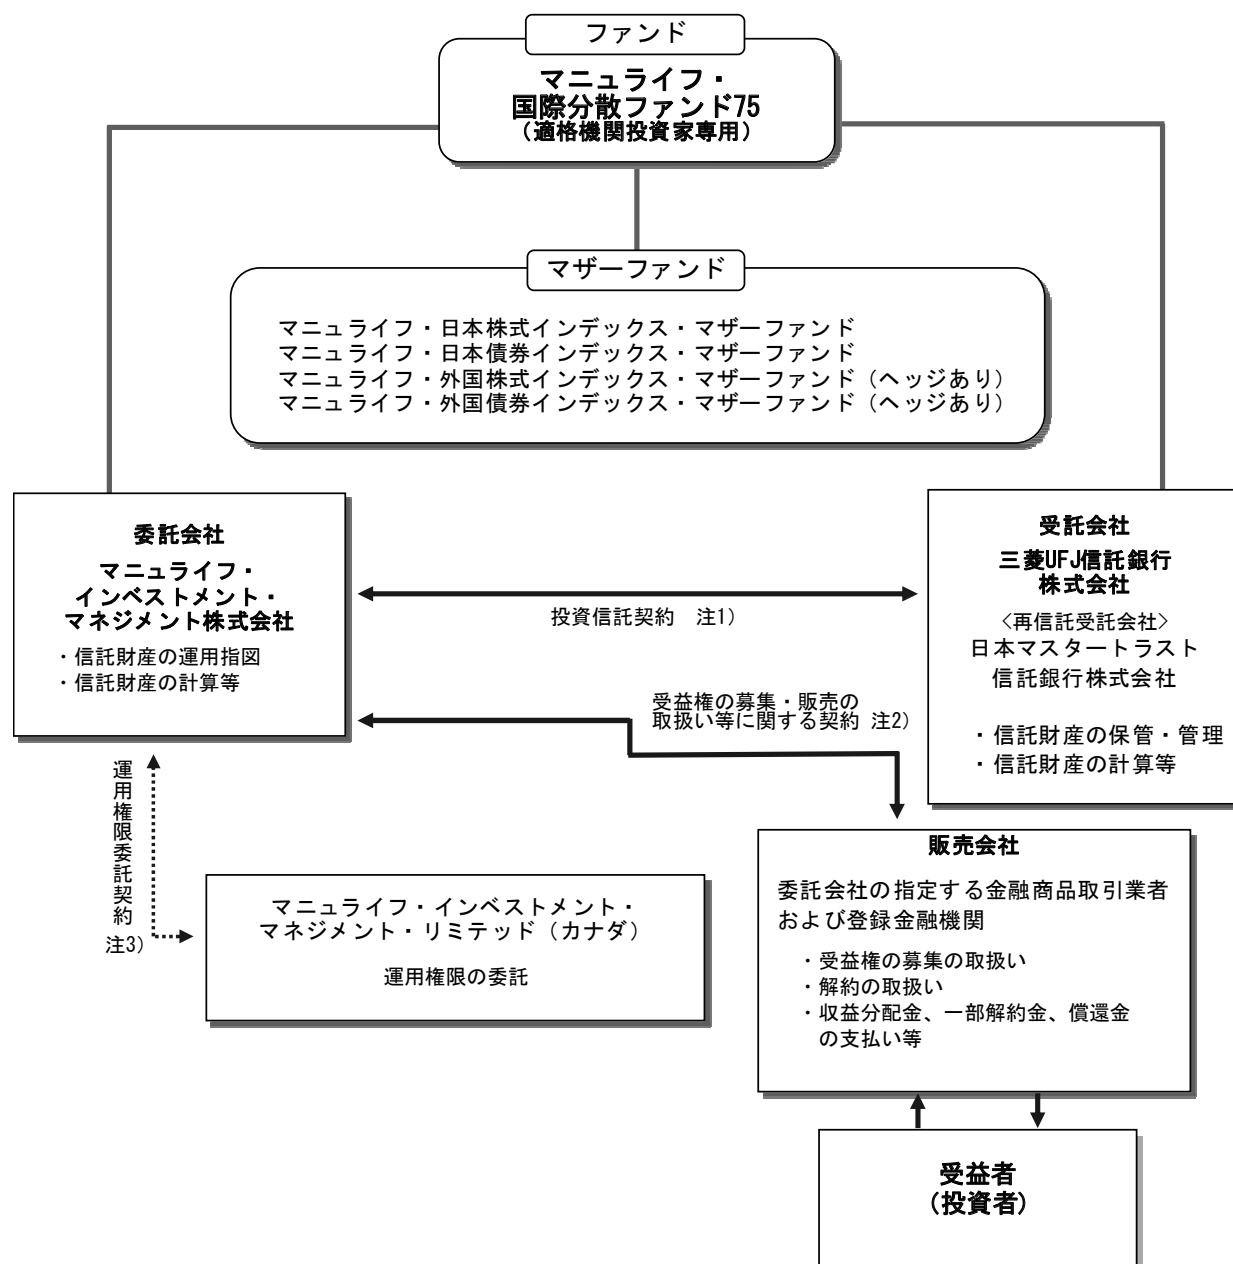 ファンド
マニュライフ・
国際分散ファンド75
（適格機関投資家専用）
マザーファンド
マニュライフ・日本株式インデックス・マザーファンド
マニュライフ・日本債券インデックス・マザーファンド
マニュライフ・外国株式インデックス・マザーファンド（ヘッジあり）
マニュライフ・外国債券インデックス・マザーファンド（ヘッジあり）
委託会社
マニュライフ・
インベストメント・
マネジメント株式会社
・信託財産の運用指図
・信託財産の計算等
投資信託契約　注1）
受託会社
三菱UFJ信託銀行
株式会社
〈再信託受託会社〉
日本マスタートラスト
信託銀行株式会社
・信託財産の保管・管理
・信託財産の計算等
受益権の募集・販売の
取扱い等に関する契約 注2）
運用権限委託契約
注3）
マニュライフ・インベストメント・
マネジメント・リミテッド（カナダ）
運用権限の委託
販売会社
委託会社の指定する金融商品取引業者
および登録金融機関
・受益権の募集の取扱い
・解約の取扱い
・収益分配金、一部解約金、償還金
の支払い等
受益者
（投資者）